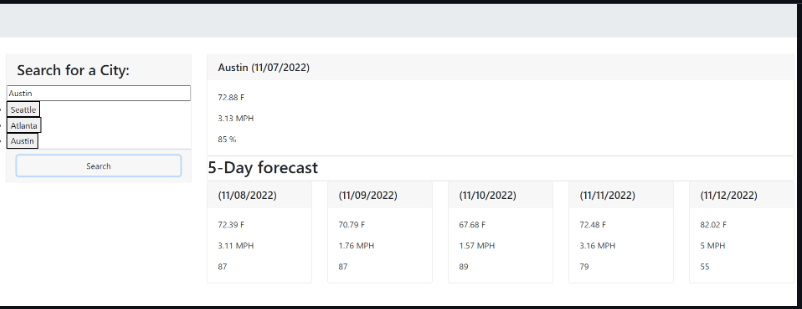 Search for a City:
Austin
Seattle
Atlanta
Austin
Search
Austin (11/07/2022)
72.88 F
3.13 MPH
85 %
5-Day forecast
(11/08/2022)
72.39 F
3.11 MPH
87
(11/09/2022)
70.79 F
1.76 MPH
87
(11/10/2022)
67.68 F
1.57 MPH
89
(11/11/2022)
72.48 F
3.16 MPH
79
(11/12/2022)
82.02 F
5 MPH
55